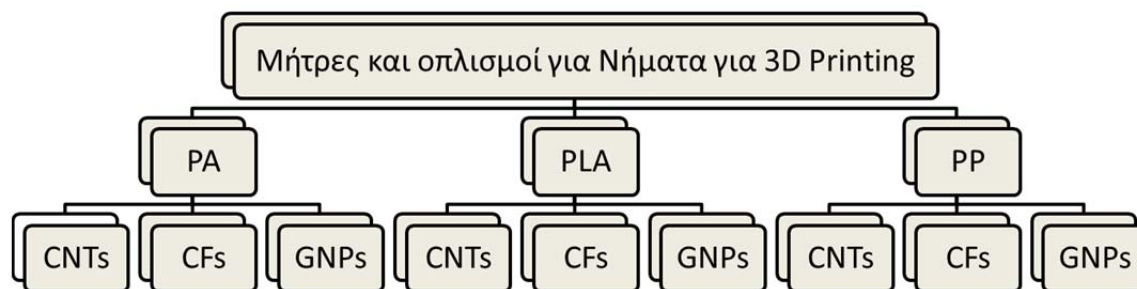 Μήτρες και οπλισμοί για Νήματα για 3D Printing
PA PLA PP
CNTs CFs GNPs CNTs CFs GNPs CNTs CFs GNPs